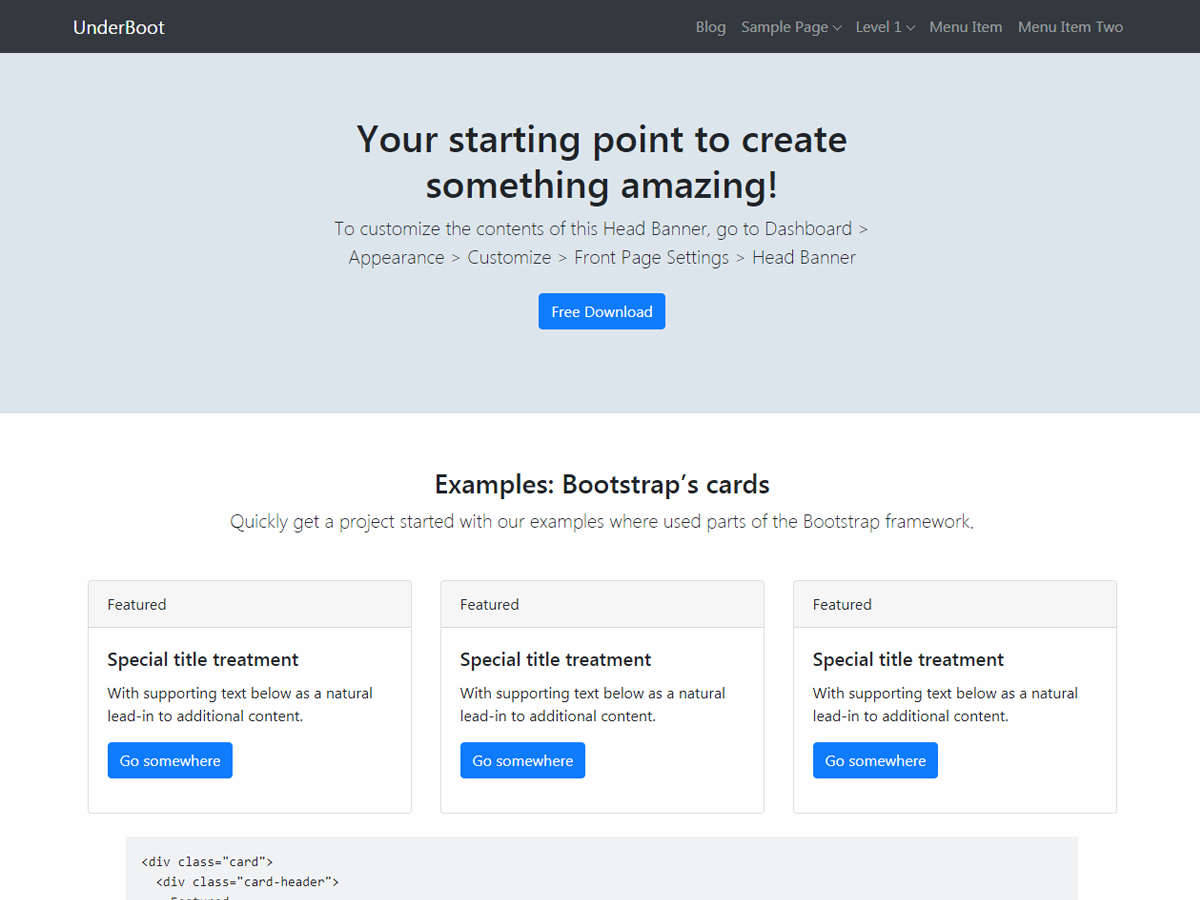 UnderBoot
Blog Sample Page Level 1 Menu Item Menu Item Two
Your starting point to create
something amazing!
To customize the contents of this Head Banner, go to Dashboard >
Appearance > Customize > Front Page Settings > Head Banner
Free Download
Examples: Bootstrap’s cards
Quickly get a project started with our examples where used parts of the Bootstrap framework.
Featured
Special title treatment
With supporting text below as a natural
lead-in to additional content.
Go somewhere
Featured
Special title treatment
With supporting text below as a natural
lead-in to additional content.
Go somewhere
Featured
Special title treatment
With supporting text below as a natural
lead-in to additional content.
Go somewhere
<div class="card">
<div class="card-header">
Featured